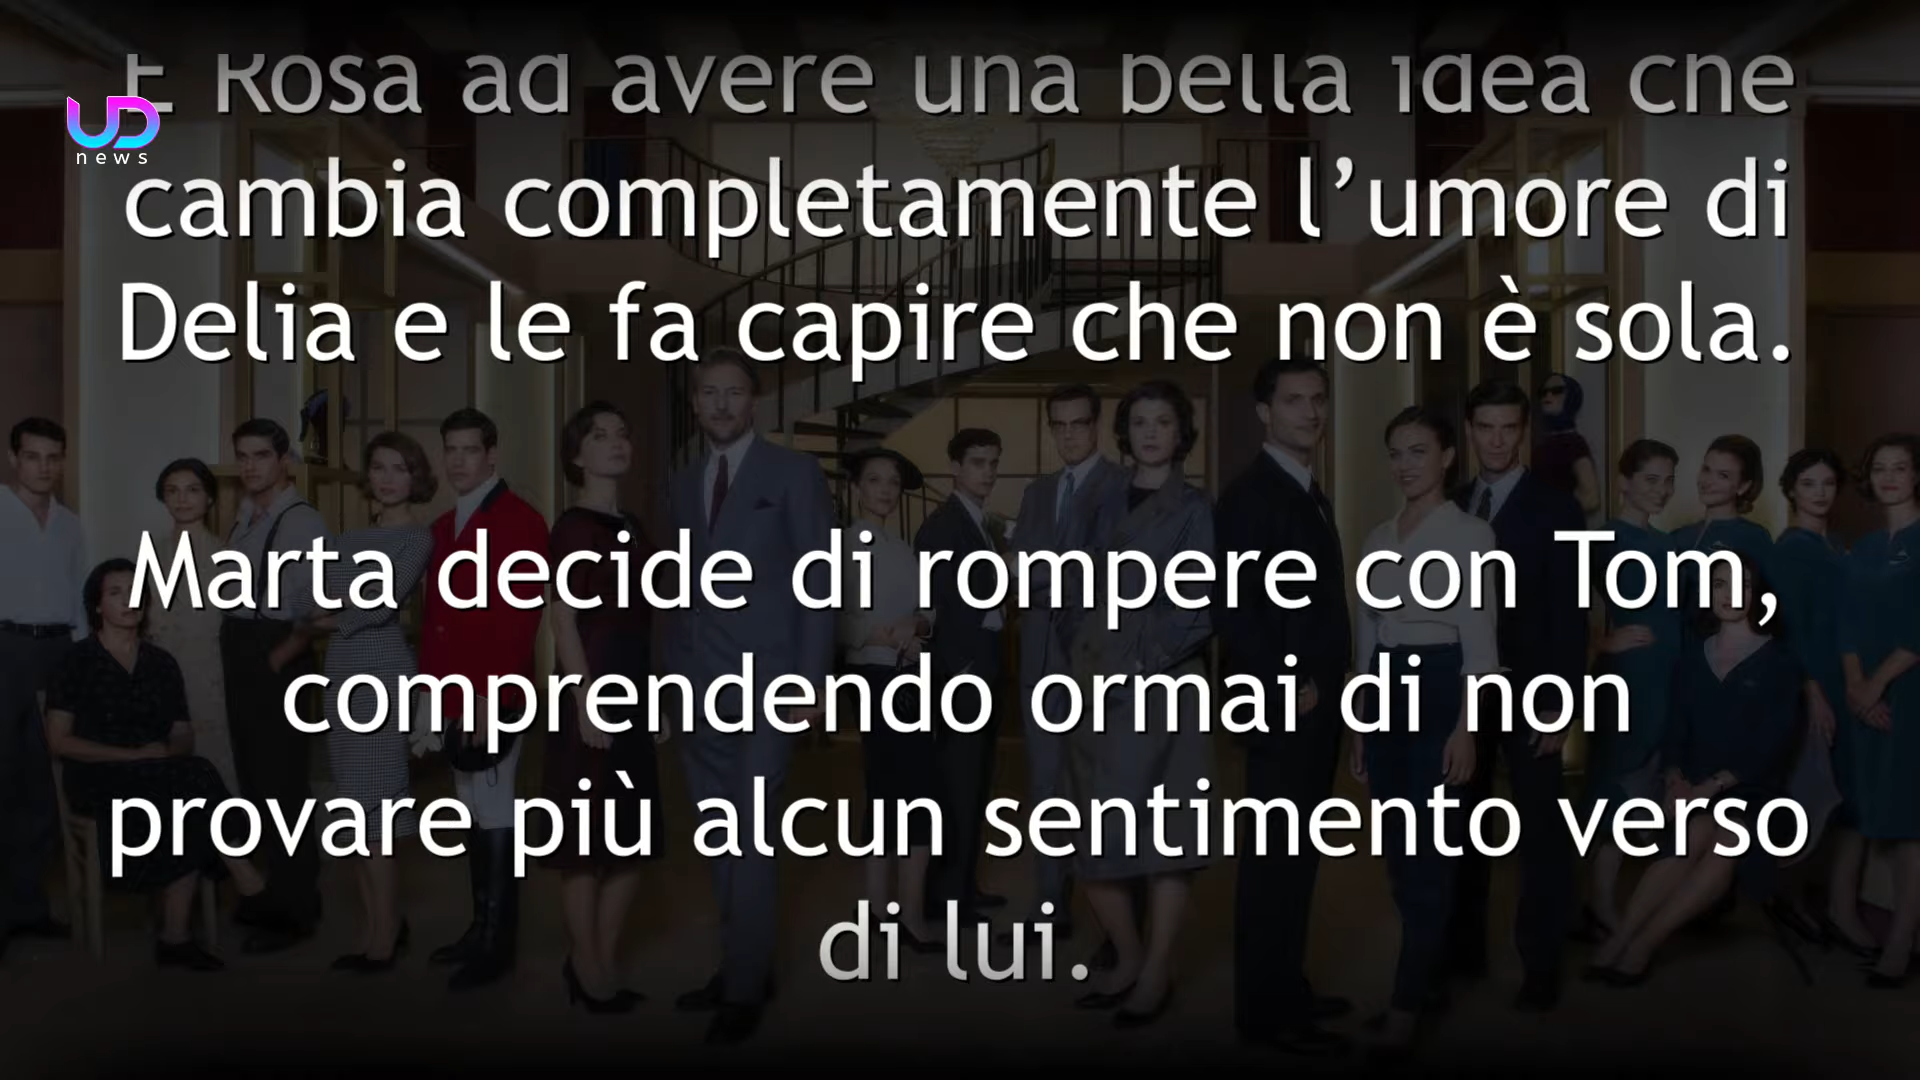 È Rosa ad avere una bella idea che
cambia completamente l’umore di
Delia e le fa capire che non è sola.
Marta decide di rompere con Tom,
comprendendo ormai di non
provare più alcun sentimento verso
di lui.
UD
news